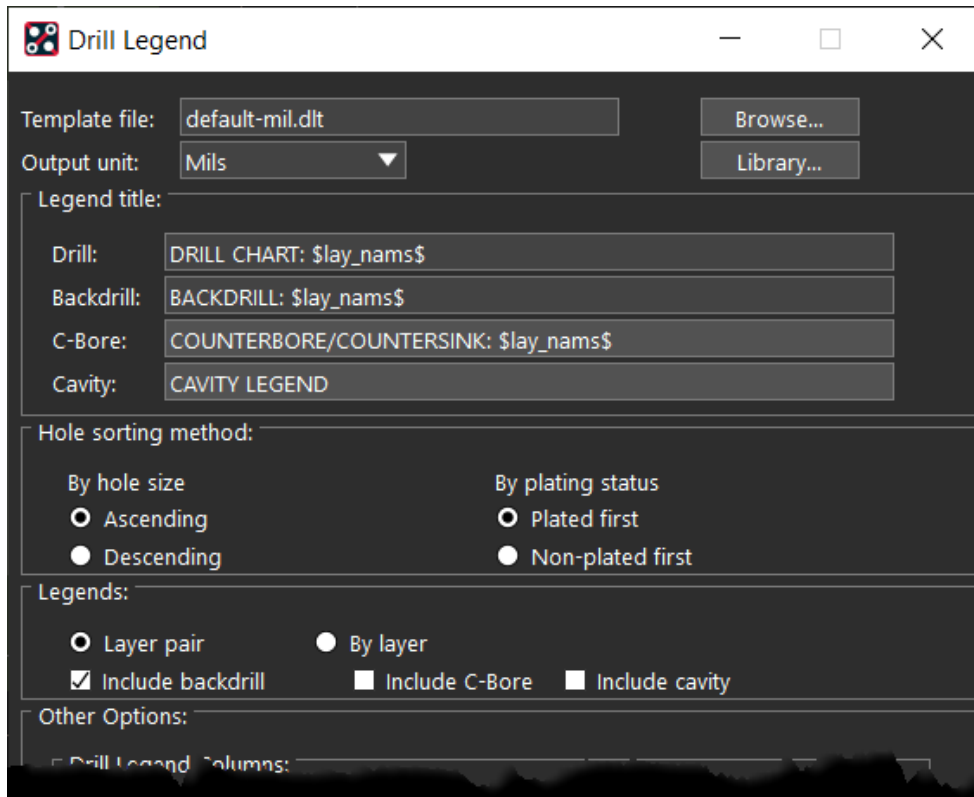 Drill Legend
Template file: default-mil.dlt Browse...
Output unit: Mils Library...
Legend title:
Drill: DRILL CHART: $lay_nams$
Backdrill: BACKDRILL: $lay_nams$
C-Bore: COUNTERBORE/COUNTERSINK: $lay_nams$
Cavity: CAVITY LEGEND
Hole sorting method:
By hole size By plating status
Ascending Plated first
Descending Non-plated first
Legends:
Layer pair By layer
Include backdrill Include C-Bore Include cavity
Other Options:
Drill Legend Columns: